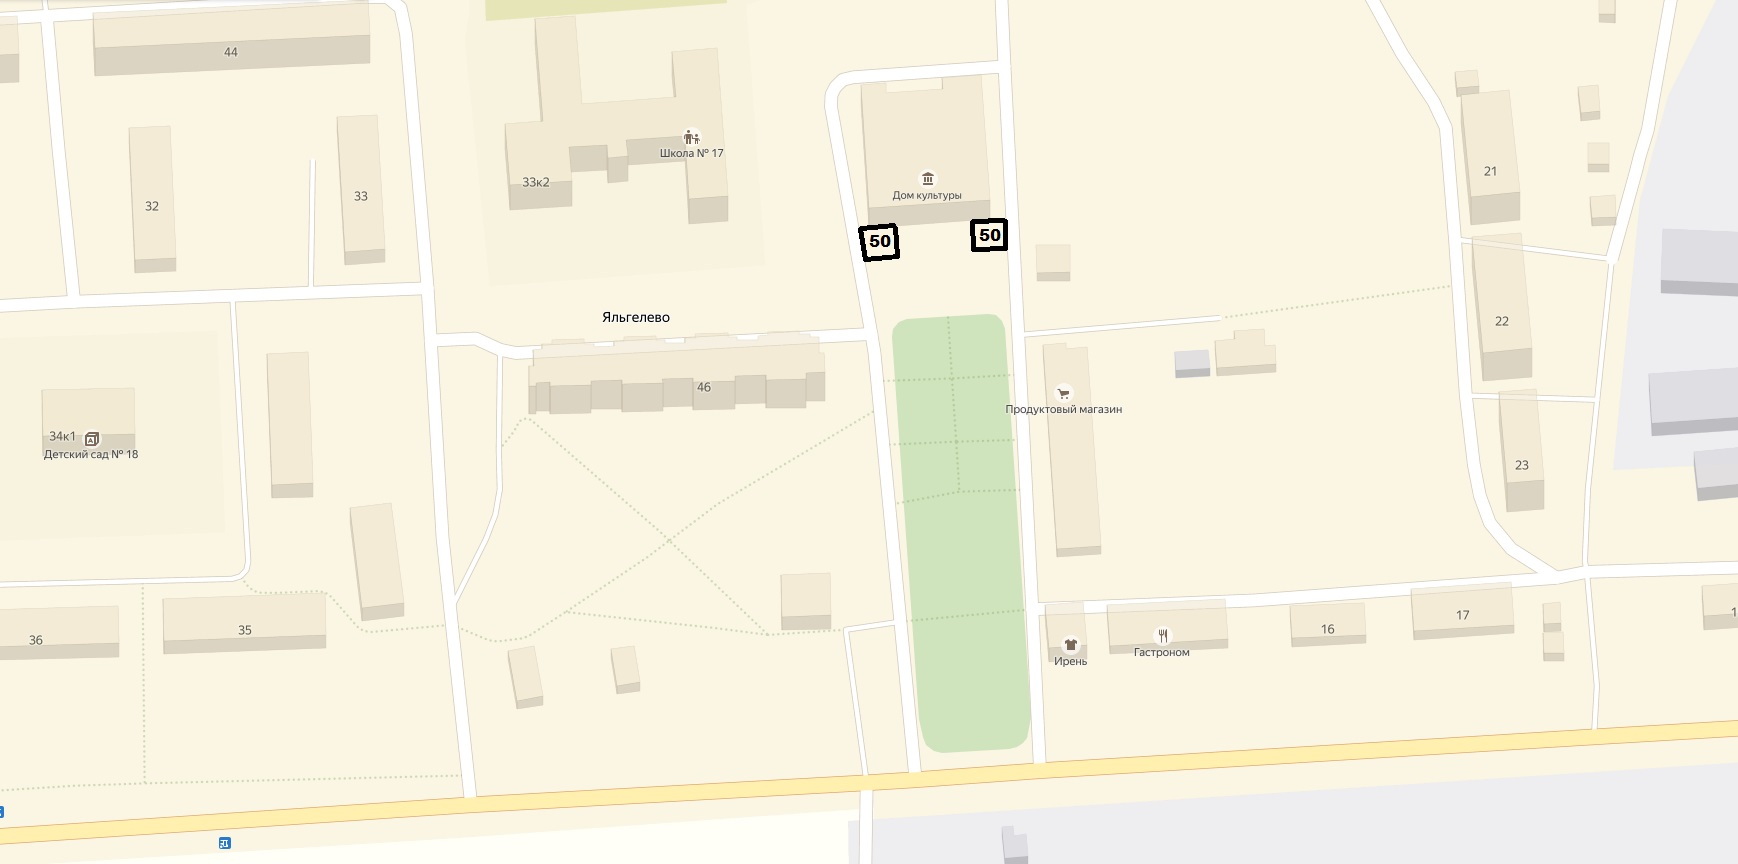 44
Школа № 17
21
33к2
Дом культуры
33
32
50
50
Яльгелево
22
46
Продуктовый магазин
34к1
Детский сад № 18
23
17
16
35
36
Гастроном
Ирень